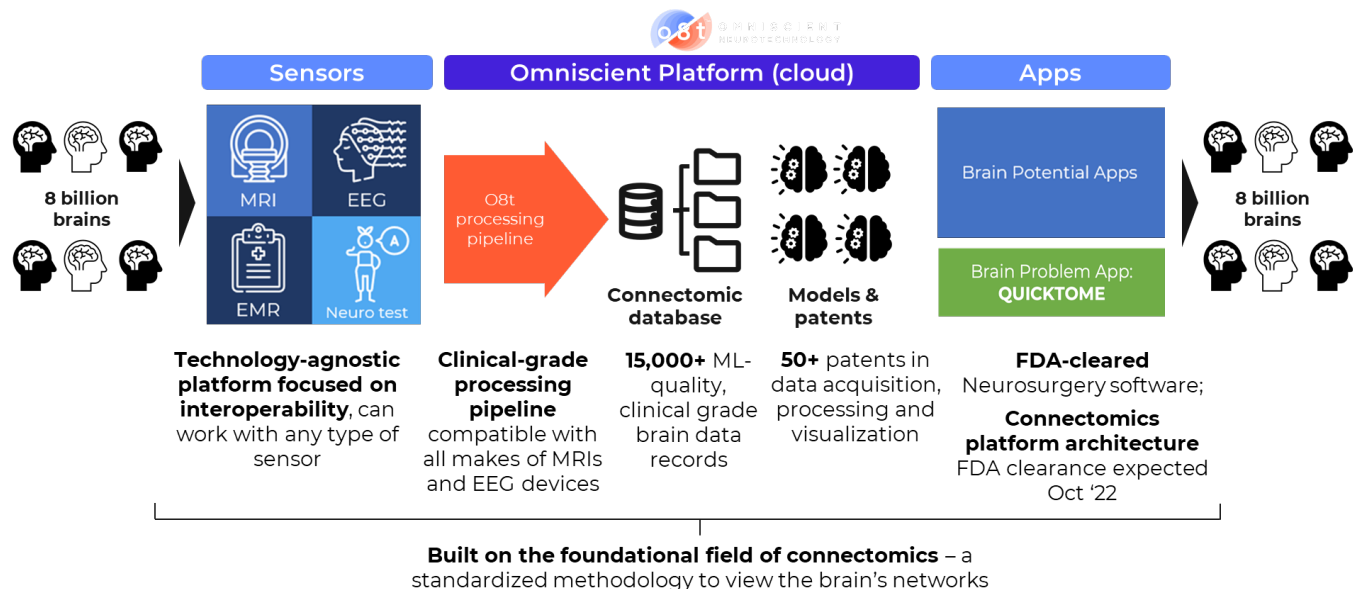 o8t OMNISCIENT
NEUROTECHNOLOGY
Sensors
Omniscient Platform (cloud)
Apps
8 billion
brains
MRI
EEG
EMR
A
Neuro test
O8t
processing
pipeline
Connectomic
database
Models &
patents
Brain Potential Apps
Brain Problem App:
QUICKTOME
8 billion
brains
Technology-agnostic
platform focused on
interoperability, can
work with any type of
sensor
Clinical-grade
processing
pipeline
compatible with
all makes of MRIs
and EEG devices
15,000+ ML-
quality,
clinical grade
brain data
records
50+ patents in
data acquisition,
processing and
visualization
FDA-cleared
Neurosurgery software;
Connectomics
platform architecture
FDA clearance expected
Oct ‘22
Built on the foundational field of connectomics – a
standardized methodology to view the brain’s networks